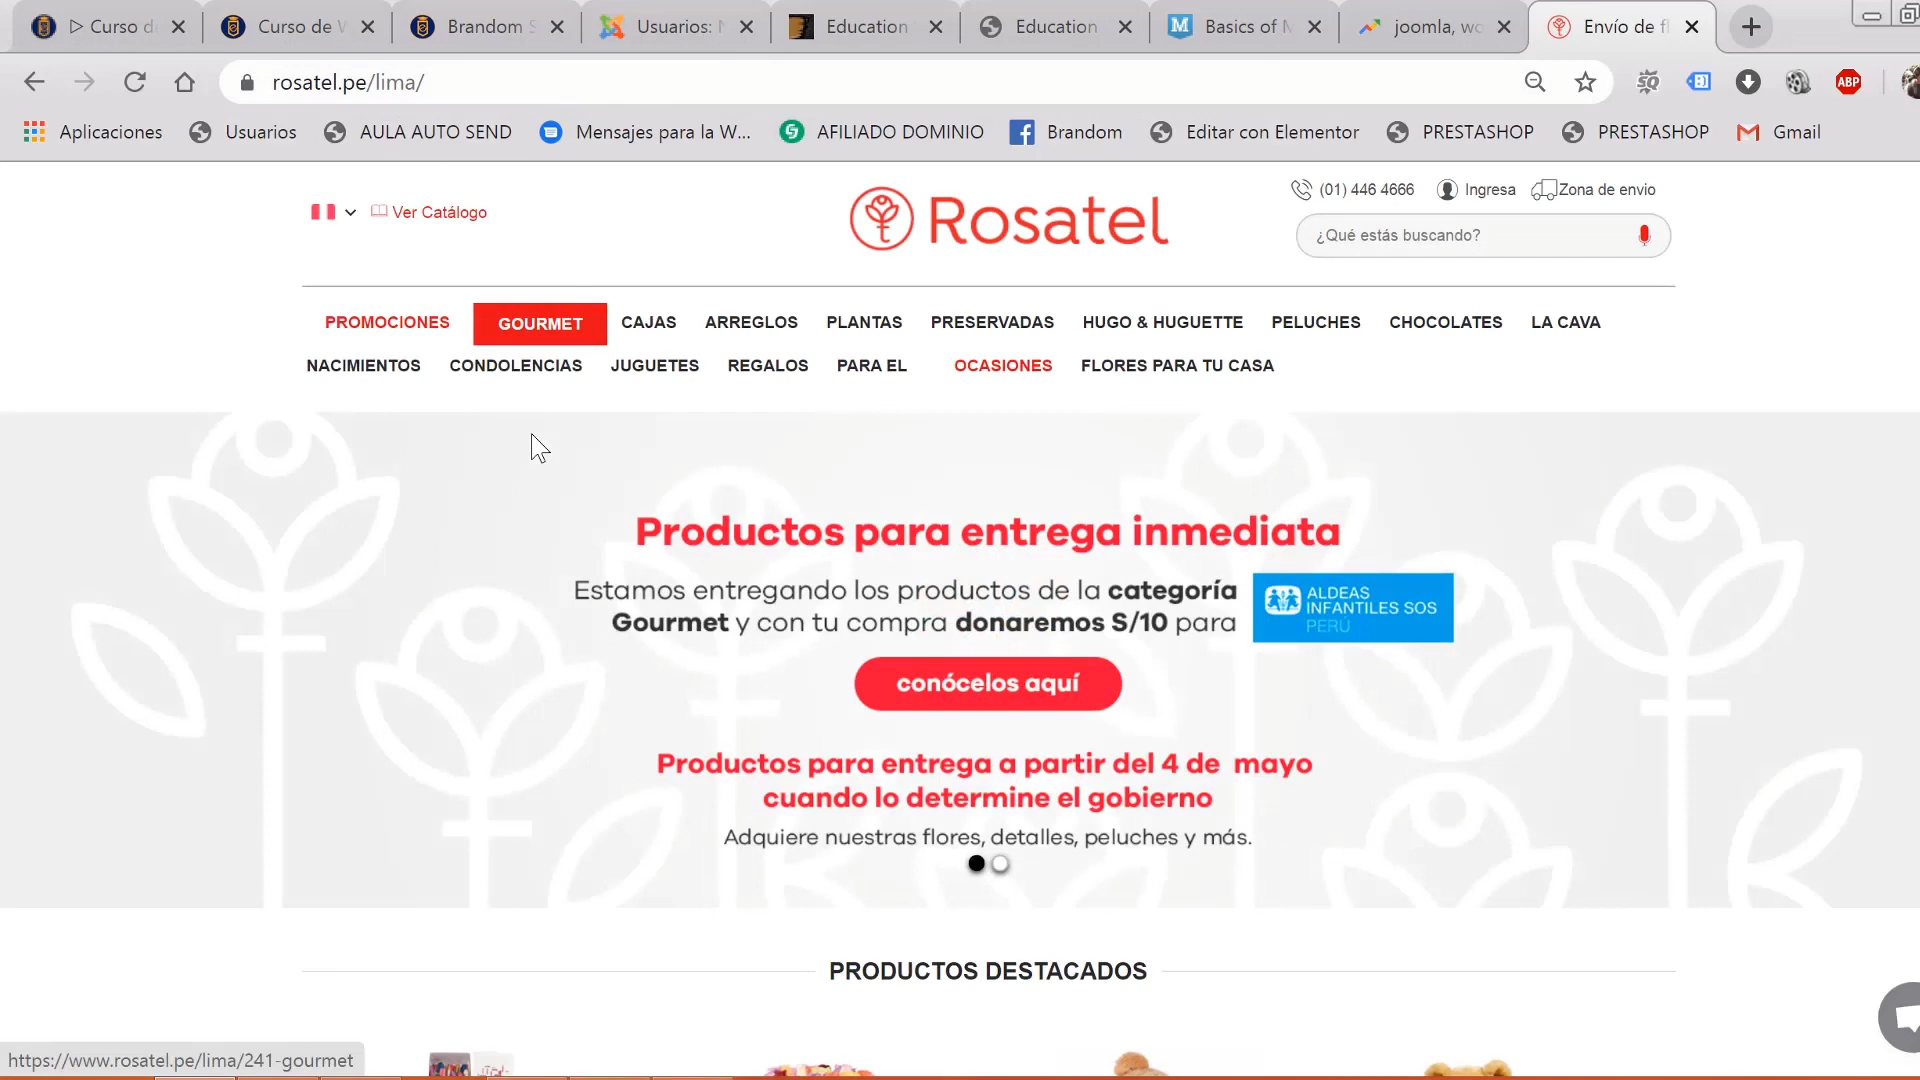 ▷ Curso d
Curso de W
Brandom S
Usuarios: N
Education
Education
Basics of M
joomla, wo
Envío de fl
rosatel.pe/lima/
ABP
Aplicaciones
Usuarios
AULA AUTO SEND
Mensajes para la W...
AFILIADO DOMINIO
Brandom
Editar con Elementor
PRESTASHOP
PRESTASHOP
Gmail
Ver Catálogo
Rosatel
(01) 446 4666
Ingresa
Zona de envio
¿Qué estás buscando?
PROMOCIONES GOURMET CAJAS ARREGLOS PLANTAS PRESERVADAS HUGO & HUGUETTE PELUCHES CHOCOLATES LA CAVA
NACIMIENTOS CONDOLENCIAS JUGUETES REGALOS PARA EL OCASIONES FLORES PARA TU CASA
Productos para entrega inmediata
Estamos entregando los productos de la categoría
Gourmet y con tu compra donaremos S/10 para
ALDEAS
INFANTILES SOS
PERÚ
conócelos aquí
Productos para entrega a partir del 4 de mayo
cuando lo determine el gobierno
Adquiere nuestras flores, detalles, peluches y más.
PRODUCTOS DESTACADOS
https://www.rosatel.pe/lima/241-gourmet